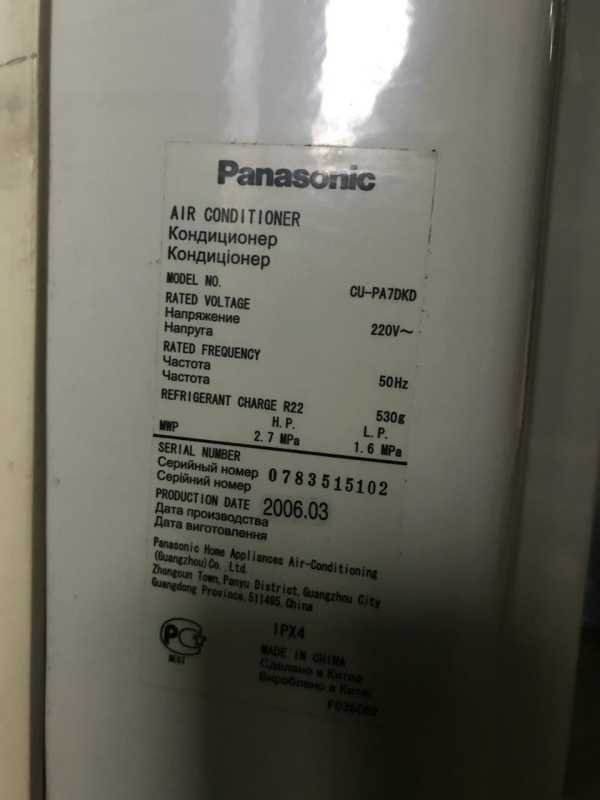 Panasonic
AIR CONDITIONER
Кондиционер
Кондиціонер
MODEL NO. CU-PA7DKD
RATED VOLTAGE
Напряжение 220V~
Напруга
RATED FREQUENCY
Частота
Частота 50Hz
REFRIGERANT CHARGE R22 530g
H.P. L.P.
MWP 2.7 MPa 1.6 MPa
SERIAL NUMBER
Серийный номер 0783515102
Серійний номер
PRODUCTION DATE 2006.03
Дата производства
Дата виготовлення
Panasonic Home Appliances Air-Conditioning
(Guangzhou)Co.,Ltd.
Zhongcun Town,Panyu District,Guangzhou City
Guangdong Province,511495,China
IPX4
MADE IN CHINA
Сделано в Китае
Вироблено в Китаї